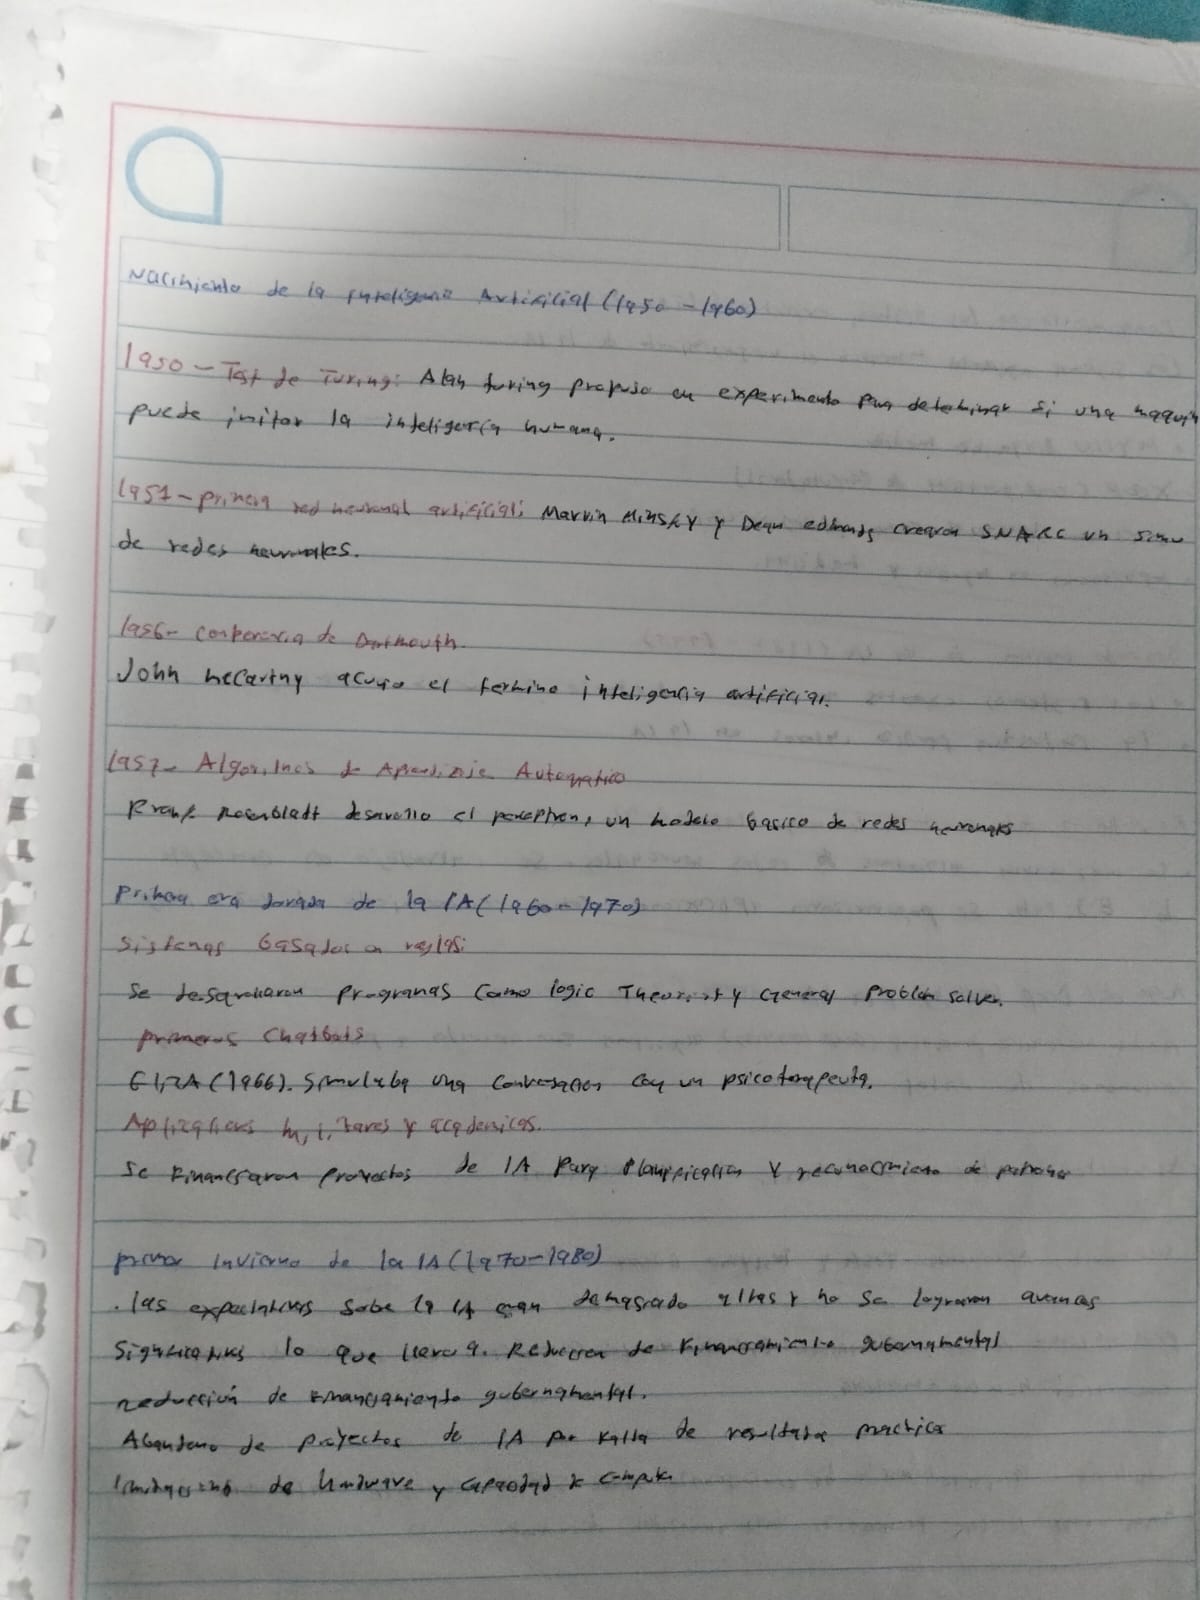 Nacimiento de la inteligencia Artificial (1950 - 1960)
1950 - Test de Turing: Alan turing propuso un experimento para determinar si una maquin
puede imitar la inteligencia humana.
1951 - primera red neuronal artificial: Marvin Minsky y Dean edmonds crearon SNARC un simu
de redes neuronales.
1956 - Conferencia de Dartmouth.
John McCartny acuño el termino inteligencia artificial.
1957 - Algoritmos de Aprendizaje Automatico
Frank Rosenbladt desarrollo el perceptron, un modelo basico de redes neuronales
Primera era dorada de la IA (1960 - 1970)
Sistemas basados en reglas:
Se desarrollaron programas como logic Theorist y General Problem Solver.
primeros Chatbots
ELIZA (1966). Simulaba una conversacion con un psicoterapeuta.
Aplicaciones militares y academicas.
Se Financiaron proyectos de IA para planificacion y reconocimiento de patrones
primer invierno de la IA (1970-1980)
. las expectativas sobre la IA eran demasiado altas y no se lograron avances
significativos lo que llevo a. Reduccion de Financiamiento gubernamental
reducción de Financiamiento gubernamental.
Abandono de proyectos de IA por falta de resultados practicos
limitaciones de hardware y capacidad de computo